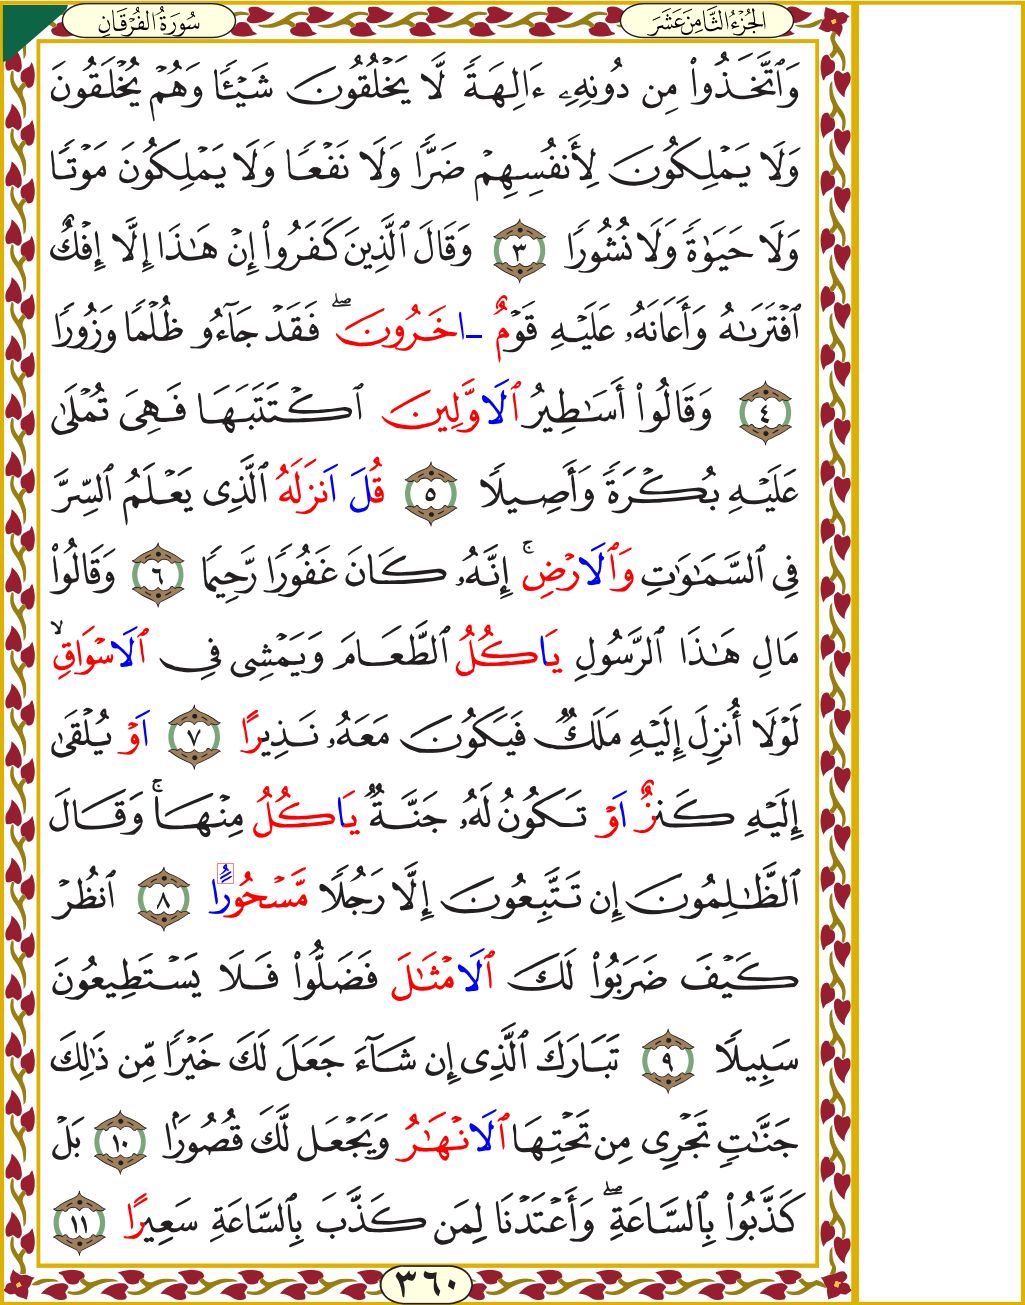 الجُزْءُ الثَّامِنَ عَشَرَ
سُورَةُ الفُرْقَانِ
وَٱتَّخَذُواْ مِن دُونِهِۦٓ ءَالِهَةٗ لَّا يَخۡلُقُونَ شَيۡـٔٗا وَهُمۡ يُخۡلَقُونَ
وَلَا يَمۡلِكُونَ لِأَنفُسِهِمۡ ضَرّٗا وَلَا نَفۡعٗا وَلَا يَمۡلِكُونَ مَوۡتٗا
وَلَا حَيَوٰةٗ وَلَا نُشُورٗا ٣ وَقَالَ ٱلَّذِينَ كَفَرُوٓاْ إِنۡ هَٰذَآ إِلَّآ إِفۡكٌ
ٱفۡتَرَىٰهُ وَأَعَانَهُۥ عَلَيۡهِ قَوۡمٌ ـاخَرُونَۖ فَقَدۡ جَآءُو ظُلۡمٗا وَزُورٗا
٤ وَقَالُوٓاْ أَسَٰطِيرُ ٱلَاوَّلِينَ ٱكۡتَتَبَهَا فَهِىَ تُمۡلَىٰ
عَلَيۡهِ بُكۡرَةٗ وَأَصِيلٗا ٥ قُلَ اَنزَلَهُ ٱلَّذِى يَعۡلَمُ ٱلسِّرَّ
فِى ٱلسَّمَٰوَٰتِ وَٱلَارۡضِۚ إِنَّهُۥ كَانَ غَفُورٗا رَّحِيمٗا ٦ وَقَالُواْ
مَالِ هَٰذَا ٱلرَّسُولِ يَاكُلُ ٱلطَّعَامَ وَيَمۡشِى فِى ٱلَاسۡوَاقِۙ
لَوۡلَآ أُنزِلَ إِلَيۡهِ مَلَكٞ فَيَكُونَ مَعَهُۥ نَذِيرًا ٧ اَوۡ يُلۡقَىٰٓ
إِلَيۡهِ كَنزٌ اَوۡ تَكُونُ لَهُۥ جَنَّةٞ يَاكُلُ مِنۡهَاۚ وَقَالَ
ٱلظَّٰلِمُونَ إِن تَتَّبِعُونَ إِلَّا رَجُلٗا مَّسۡحُورًا ٨ ٱنظُرۡ
كَيۡفَ ضَرَبُواْ لَكَ ٱلَامۡثَٰلَ فَضَلُّواْ فَلَا يَسۡتَطِيعُونَ
سَبِيلٗا ٩ تَبَارَكَ ٱلَّذِىٓ إِن شَآءَ جَعَلَ لَكَ خَيۡرٗا مِّن ذَٰلِكَ
جَنَّٰتٖ تَجۡرِى مِن تَحۡتِهَا ٱلَانۡهَٰرُ وَيَجۡعَل لَّكَ قُصُورَۢا ١٠ بَلۡ
كَذَّبُواْ بِٱلسَّاعَةِۖ وَأَعۡتَدۡنَا لِمَن كَذَّبَ بِٱلسَّاعَةِ سَعِيرًا ١١
٣٦٠